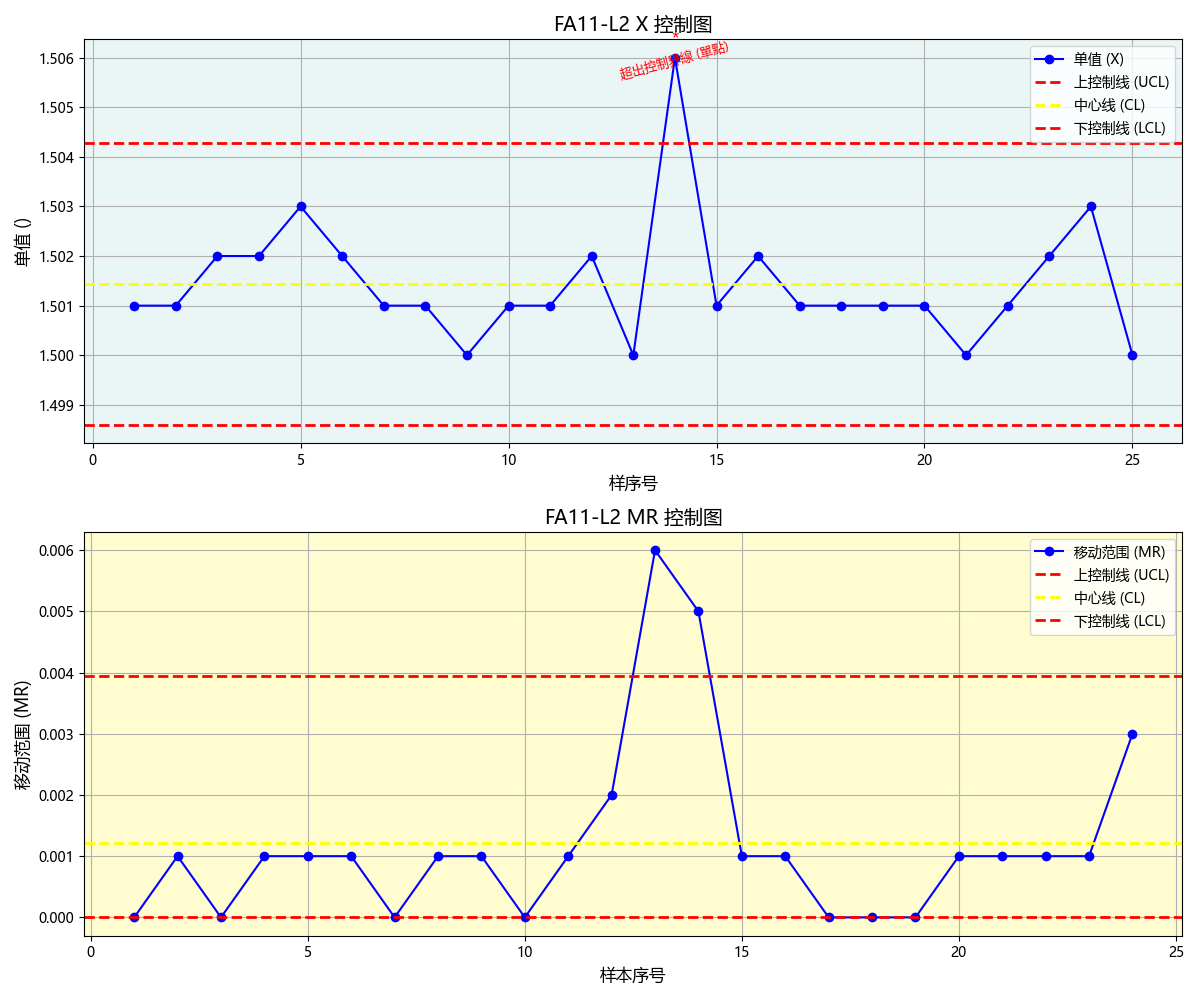 FA11-L2 X 控制图
*
超出控制界線 (單點)
单值 (X)
上控制线 (UCL)
中心线 (CL)
下控制线 (LCL)
单值 ()
1.506
1.505
1.504
1.503
1.502
1.501
1.500
1.499
0 5 10 15 20 25
样序号
FA11-L2 MR 控制图
移动范围 (MR)
上控制线 (UCL)
中心线 (CL)
下控制线 (LCL)
移动范围 (MR)
0.006
0.005
0.004
0.003
0.002
0.001
0.000
0 5 10 15 20 25
样本序号